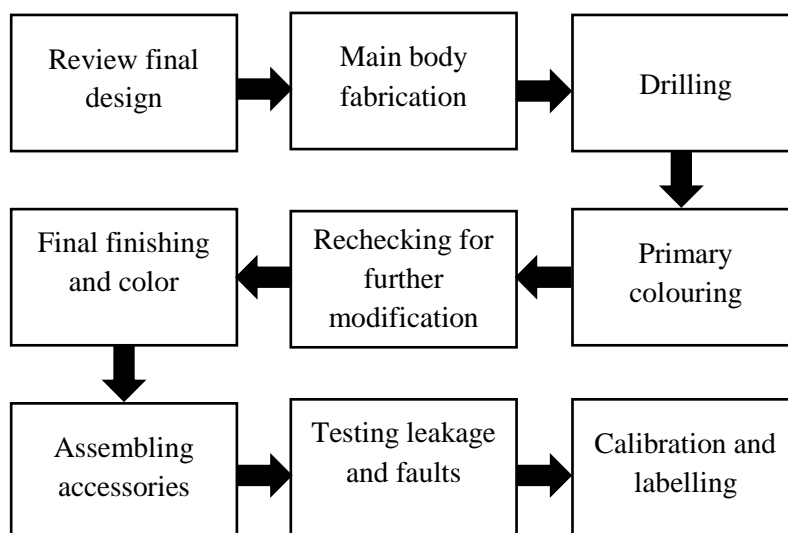 Review final
design
Main body
fabrication
Drilling
Primary
colouring
Rechecking for
further
modification
Final finishing
and color
Assembling
accessories
Testing leakage
and faults
Calibration and
labelling